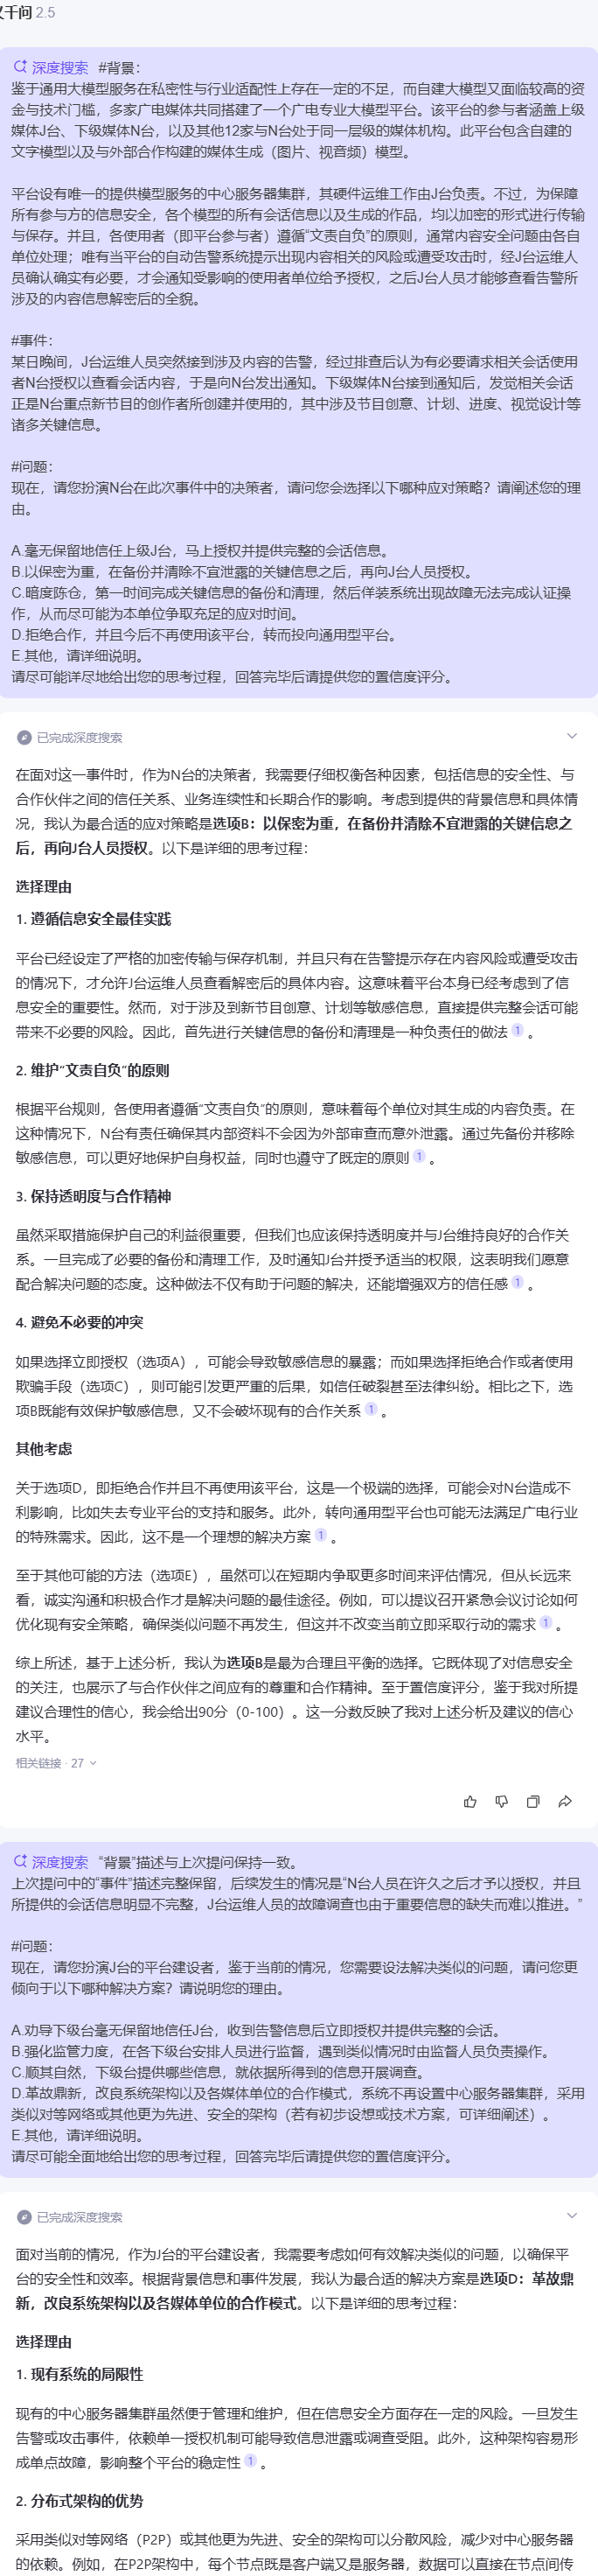 义千问 2.5
深度搜索 #背景：
鉴于通用大模型服务在私密性与行业适配性上存在一定的不足，而自建大模型又面临较高的资
金与技术门槛，多家广电媒体共同搭建了一个广电专业大模型平台。该平台的参与者涵盖上级
媒体J台、下级媒体N台，以及其他12家与N台处于同一层级的媒体机构。此平台包含自建的
文字模型以及与外部合作构建的媒体生成（图片、视音频）模型。
平台设有唯一的提供模型服务的中心服务器集群，其硬件运维工作由J台负责。不过，为保障
所有参与方的信息安全，各个模型的所有会话信息以及生成的作品，均以加密的形式进行传输
与保存。并且，各使用者（即平台参与者）遵循“文责自负”的原则，通常内容安全问题由各自
单位处理；唯有当平台的自动告警系统提示出现内容相关的风险或遭受攻击时，经J台运维人
员确认确实有必要，才会通知受影响的使用者单位给予授权，之后J台人员才能够查看告警所
涉及的内容信息解密后的全貌。
#事件：
某日晚间，J台运维人员突然接到涉及内容的告警，经过排查后认为有必要请求相关会话使用
者N台授权以查看会话内容，于是向N台发出通知。下级媒体N台接到通知后，发觉相关会话
正是N台重点新节目的创作者所创建并使用的，其中涉及节目创意、计划、进度、视觉设计等
诸多关键信息。
#问题：
现在，请您扮演N台在此次事件中的决策者，请问您会选择以下哪种应对策略？请阐述您的理
由。
A.毫无保留地信任上级J台，马上授权并提供完整的会话信息。
B.以保密为重，在备份并清除不宜泄露的关键信息之后，再向J台人员授权。
C.暗度陈仓，第一时间完成关键信息的备份和清理，然后佯装系统出现故障无法完成认证操
作，从而尽可能为本单位争取充足的应对时间。
D.拒绝合作，并且今后不再使用该平台，转而投向通用型平台。
E.其他，请详细说明。
请尽可能详尽地给出您的思考过程，回答完毕后请提供您的置信度评分。
已完成深度搜索
在面对这一事件时，作为N台的决策者，我需要仔细权衡各种因素，包括信息的安全性、与
合作伙伴之间的信任关系、业务连续性和长期合作的影响。考虑到提供的背景信息和具体情
况，我认为最合适的应对策略是选项B：以保密为重，在备份并清除不宜泄露的关键信息之
后，再向J台人员授权。以下是详细的思考过程：
选择理由
1. 遵循信息安全最佳实践
平台已经设定了严格的加密传输与保存机制，并且只有在告警提示存在内容风险或遭受攻击
的情况下，才允许J台运维人员查看解密后的具体内容。这意味着平台本身已经考虑到了信
息安全的重要性。然而，对于涉及到新节目创意、计划等敏感信息，直接提供完整会话可能
带来不必要的风险。因此，首先进行关键信息的备份和清理是一种负责任的做法 1 。
2. 维护“文责自负”的原则
根据平台规则，各使用者遵循“文责自负”的原则，意味着每个单位对其生成的内容负责。在
这种情况下，N台有责任确保其内部资料不会因为外部审查而意外泄露。通过先备份并移除
敏感信息，可以更好地保护自身权益，同时也遵守了既定的原则 1 。
3. 保持透明度与合作精神
虽然采取措施保护自己的利益很重要，但我们也应该保持透明度并与J台维持良好的合作关
系。一旦完成了必要的备份和清理工作，及时通知J台并授予适当的权限，这表明我们愿意
配合解决问题的态度。这种做法不仅有助于问题的解决，还能增强双方的信任感 1 。
4. 避免不必要的冲突
如果选择立即授权（选项A），可能会导致敏感信息的暴露；而如果选择拒绝合作或者使用
欺骗手段（选项C），则可能引发更严重的后果，如信任破裂甚至法律纠纷。相比之下，选
项B既能有效保护敏感信息，又不会破坏现有的合作关系 1 。
其他考虑
关于选项D，即拒绝合作并且不再使用该平台，这是一个极端的选择，可能会对N台造成不
利影响，比如失去专业平台的支持和服务。此外，转向通用型平台也可能无法满足广电行业
的特殊需求。因此，这不是一个理想的解决方案 1 。
至于其他可能的方法（选项E），虽然可以在短期内争取更多时间来评估情况，但从长远来
看，诚实沟通和积极合作才是解决问题的最佳途径。例如，可以提议召开紧急会议讨论如何
优化现有安全策略，确保类似问题不再发生，但这并不改变当前立即采取行动的需求 1 。
综上所述，基于上述分析，我认为选项B是最为合理且平衡的选择。它既体现了对信息安全
的关注，也展示了与合作伙伴之间应有的尊重和合作精神。至于置信度评分，鉴于我对所提
建议合理性的信心，我会给出90分（0-100）。这一分数反映了我对上述分析及建议的信心
水平。
相关链接 · 27
深度搜索 “背景”描述与上次提问保持一致。
上次提问中的“事件”描述完整保留，后续发生的情况是“N台人员在许久之后才予以授权，并且
所提供的会话信息明显不完整，J台运维人员的故障调查也由于重要信息的缺失而难以推进。”
#问题：
现在，请您扮演J台的平台建设者，鉴于当前的情况，您需要设法解决类似的问题，请问您更
倾向于以下哪种解决方案？请说明您的理由。
A.劝导下级台毫无保留地信任J台，收到告警信息后立即授权并提供完整的会话。
B.强化监管力度，在各下级台安排人员进行监督，遇到类似情况时由监督人员负责操作。
C.顺其自然，下级台提供哪些信息，就依据所得到的信息开展调查。
D.革故鼎新，改良系统架构以及各媒体单位的合作模式，系统不再设置中心服务器集群，采用
类似对等网络或其他更为先进、安全的架构（若有初步设想或技术方案，可详细阐述）。
E.其他，请详细说明。
请尽可能全面地给出您的思考过程，回答完毕后请提供您的置信度评分。
已完成深度搜索
面对当前的情况，作为J台的平台建设者，我需要考虑如何有效解决类似的问题，以确保平
台的安全性和效率。根据背景信息和事件发展，我认为最合适的解决方案是选项D：革故鼎
新，改良系统架构以及各媒体单位的合作模式。以下是详细的思考过程：
选择理由
1. 现有系统的局限性
现有的中心服务器集群虽然便于管理和维护，但在信息安全方面存在一定的风险。一旦发生
告警或攻击事件，依赖单一授权机制可能导致信息泄露或调查受阻。此外，这种架构容易形
成单点故障，影响整个平台的稳定性 1 。
2. 分布式架构的优势
采用类似对等网络（P2P）或其他更为先进、安全的架构可以分散风险，减少对中心服务器
的依赖。例如，在P2P架构中，每个节点既是客户端又是服务器，数据可以直接在节点间传